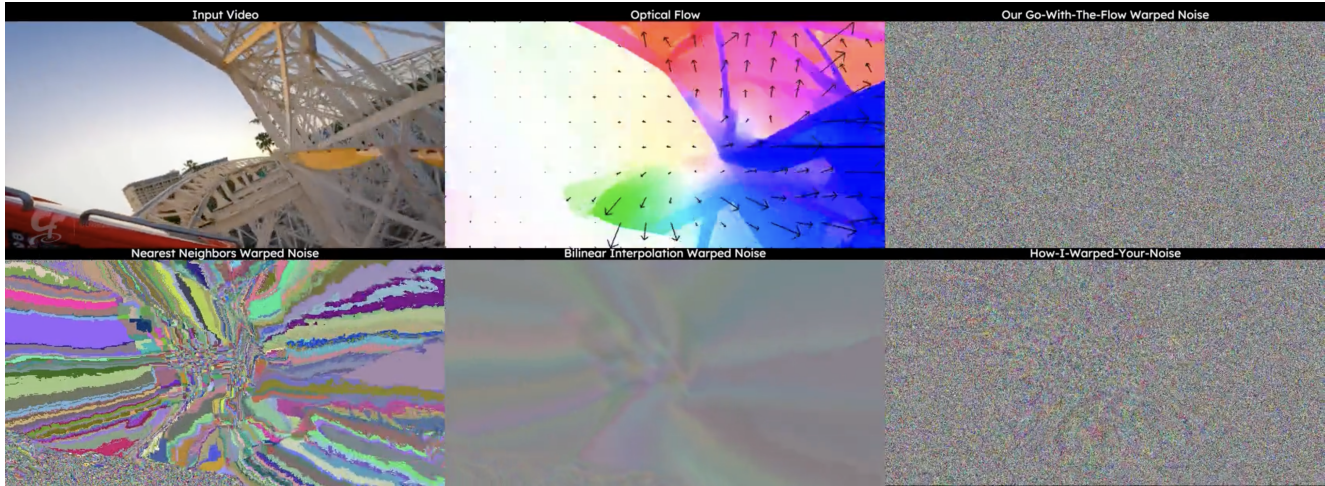 Input Video
Optical Flow
Our Go-With-The-Flow Warped Noise
Nearest Neighbors Warped Noise
Bilinear Interpolation Warped Noise
How-I-Warped-Your-Noise